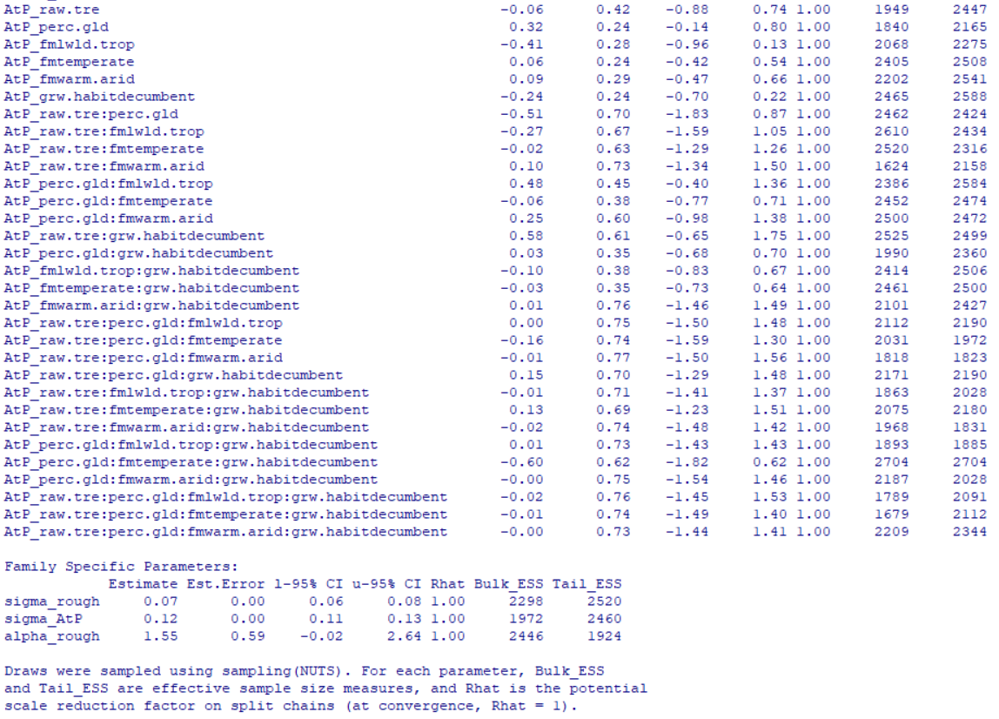 AtP_raw.tre -0.06 0.42 -0.88 0.74 1.00 1949 2447
AtP_perc.gld 0.32 0.24 -0.14 0.80 1.00 1840 2165
AtP_fmlwld.trop -0.41 0.28 -0.96 0.13 1.00 2068 2275
AtP_fmtemperate 0.06 0.24 -0.42 0.54 1.00 2405 2508
AtP_fmwarm.arid 0.09 0.29 -0.47 0.66 1.00 2202 2541
AtP_grw.habitdecumbent -0.24 0.24 -0.70 0.22 1.00 2465 2588
AtP_raw.tre:perc.gld -0.51 0.70 -1.83 0.87 1.00 2462 2424
AtP_raw.tre:fmlwld.trop -0.27 0.67 -1.59 1.05 1.00 2610 2434
AtP_raw.tre:fmtemperate -0.02 0.63 -1.29 1.26 1.00 2520 2316
AtP_raw.tre:fmwarm.arid 0.10 0.73 -1.34 1.50 1.00 1624 2158
AtP_perc.gld:fmlwld.trop 0.48 0.45 -0.40 1.36 1.00 2386 2584
AtP_perc.gld:fmtemperate -0.06 0.38 -0.77 0.71 1.00 2452 2474
AtP_perc.gld:fmwarm.arid 0.25 0.60 -0.98 1.38 1.00 2500 2472
AtP_raw.tre:grw.habitdecumbent 0.58 0.61 -0.65 1.75 1.00 2525 2499
AtP_perc.gld:grw.habitdecumbent 0.03 0.35 -0.68 0.70 1.00 1990 2360
AtP_fmlwld.trop:grw.habitdecumbent -0.10 0.38 -0.83 0.67 1.00 2414 2506
AtP_fmtemperate:grw.habitdecumbent -0.03 0.35 -0.73 0.64 1.00 2461 2500
AtP_fmwarm.arid:grw.habitdecumbent 0.01 0.76 -1.46 1.49 1.00 2101 2427
AtP_raw.tre:perc.gld:fmlwld.trop 0.00 0.75 -1.50 1.48 1.00 2112 2190
AtP_raw.tre:perc.gld:fmtemperate -0.16 0.74 -1.59 1.30 1.00 2031 1972
AtP_raw.tre:perc.gld:fmwarm.arid -0.01 0.77 -1.50 1.56 1.00 1818 1823
AtP_raw.tre:perc.gld:grw.habitdecumbent 0.15 0.70 -1.29 1.48 1.00 2171 2190
AtP_raw.tre:fmlwld.trop:grw.habitdecumbent -0.01 0.71 -1.41 1.37 1.00 1863 2028
AtP_raw.tre:fmtemperate:grw.habitdecumbent 0.13 0.69 -1.23 1.51 1.00 2075 2180
AtP_raw.tre:fmwarm.arid:grw.habitdecumbent -0.02 0.74 -1.48 1.42 1.00 1968 1831
AtP_perc.gld:fmlwld.trop:grw.habitdecumbent 0.01 0.73 -1.43 1.43 1.00 1893 1885
AtP_perc.gld:fmtemperate:grw.habitdecumbent -0.60 0.62 -1.82 0.62 1.00 2704 2704
AtP_perc.gld:fmwarm.arid:grw.habitdecumbent -0.00 0.75 -1.54 1.46 1.00 2187 2028
AtP_raw.tre:perc.gld:fmlwld.trop:grw.habitdecumbent -0.02 0.76 -1.45 1.53 1.00 1789 2091
AtP_raw.tre:perc.gld:fmtemperate:grw.habitdecumbent -0.01 0.74 -1.49 1.40 1.00 1679 2112
AtP_raw.tre:perc.gld:fmwarm.arid:grw.habitdecumbent -0.00 0.73 -1.44 1.41 1.00 2209 2344
Family Specific Parameters:
Estimate Est.Error l-95% CI u-95% CI Rhat Bulk_ESS Tail_ESS
sigma_rough 0.07 0.00 0.06 0.08 1.00 2298 2520
sigma_AtP 0.12 0.00 0.11 0.13 1.00 1972 2460
alpha_rough 1.55 0.59 -0.02 2.64 1.00 2446 1924
Draws were sampled using sampling(NUTS). For each parameter, Bulk_ESS
and Tail_ESS are effective sample size measures, and Rhat is the potential
scale reduction factor on split chains (at convergence, Rhat = 1).